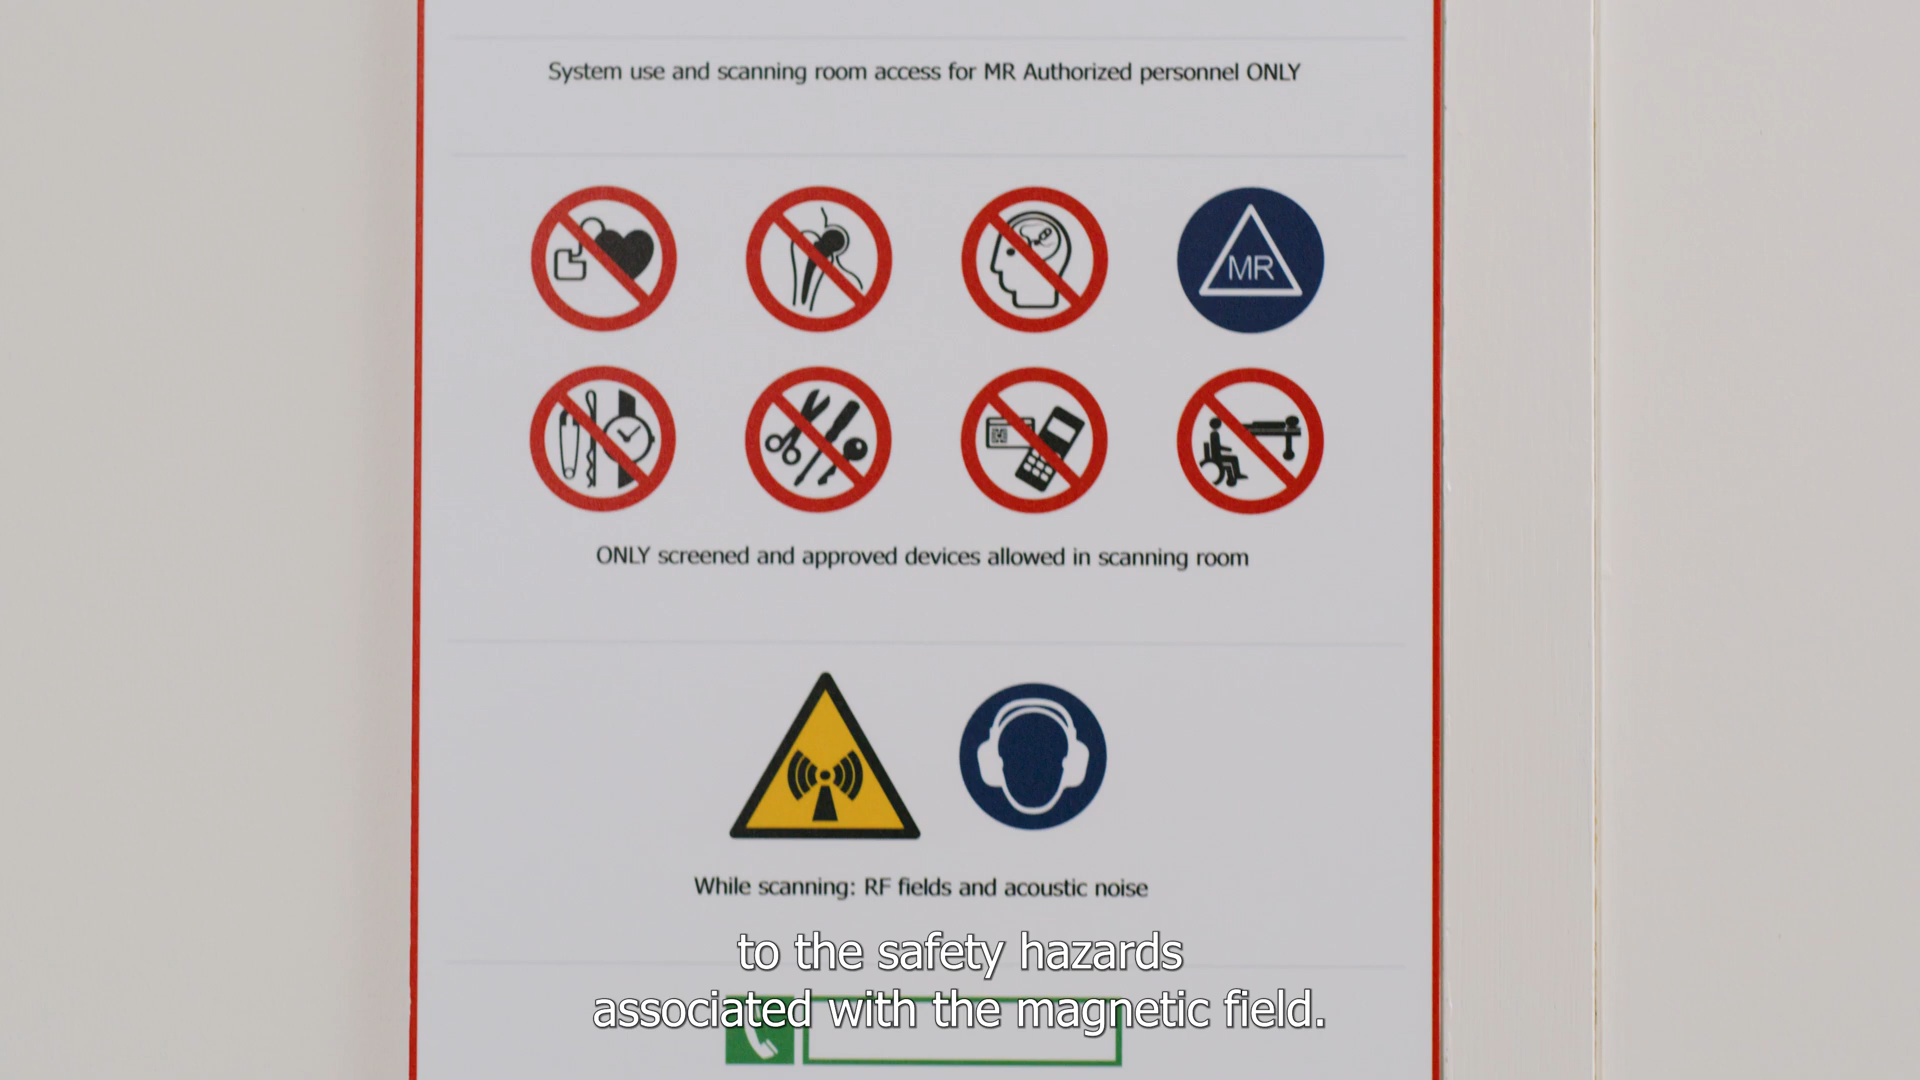 System use and scanning room access for MR Authorized personnel ONLY
MR
ONLY screened and approved devices allowed in scanning room
While scanning: RF fields and acoustic noise
to the safety hazards
associated with the magnetic field.